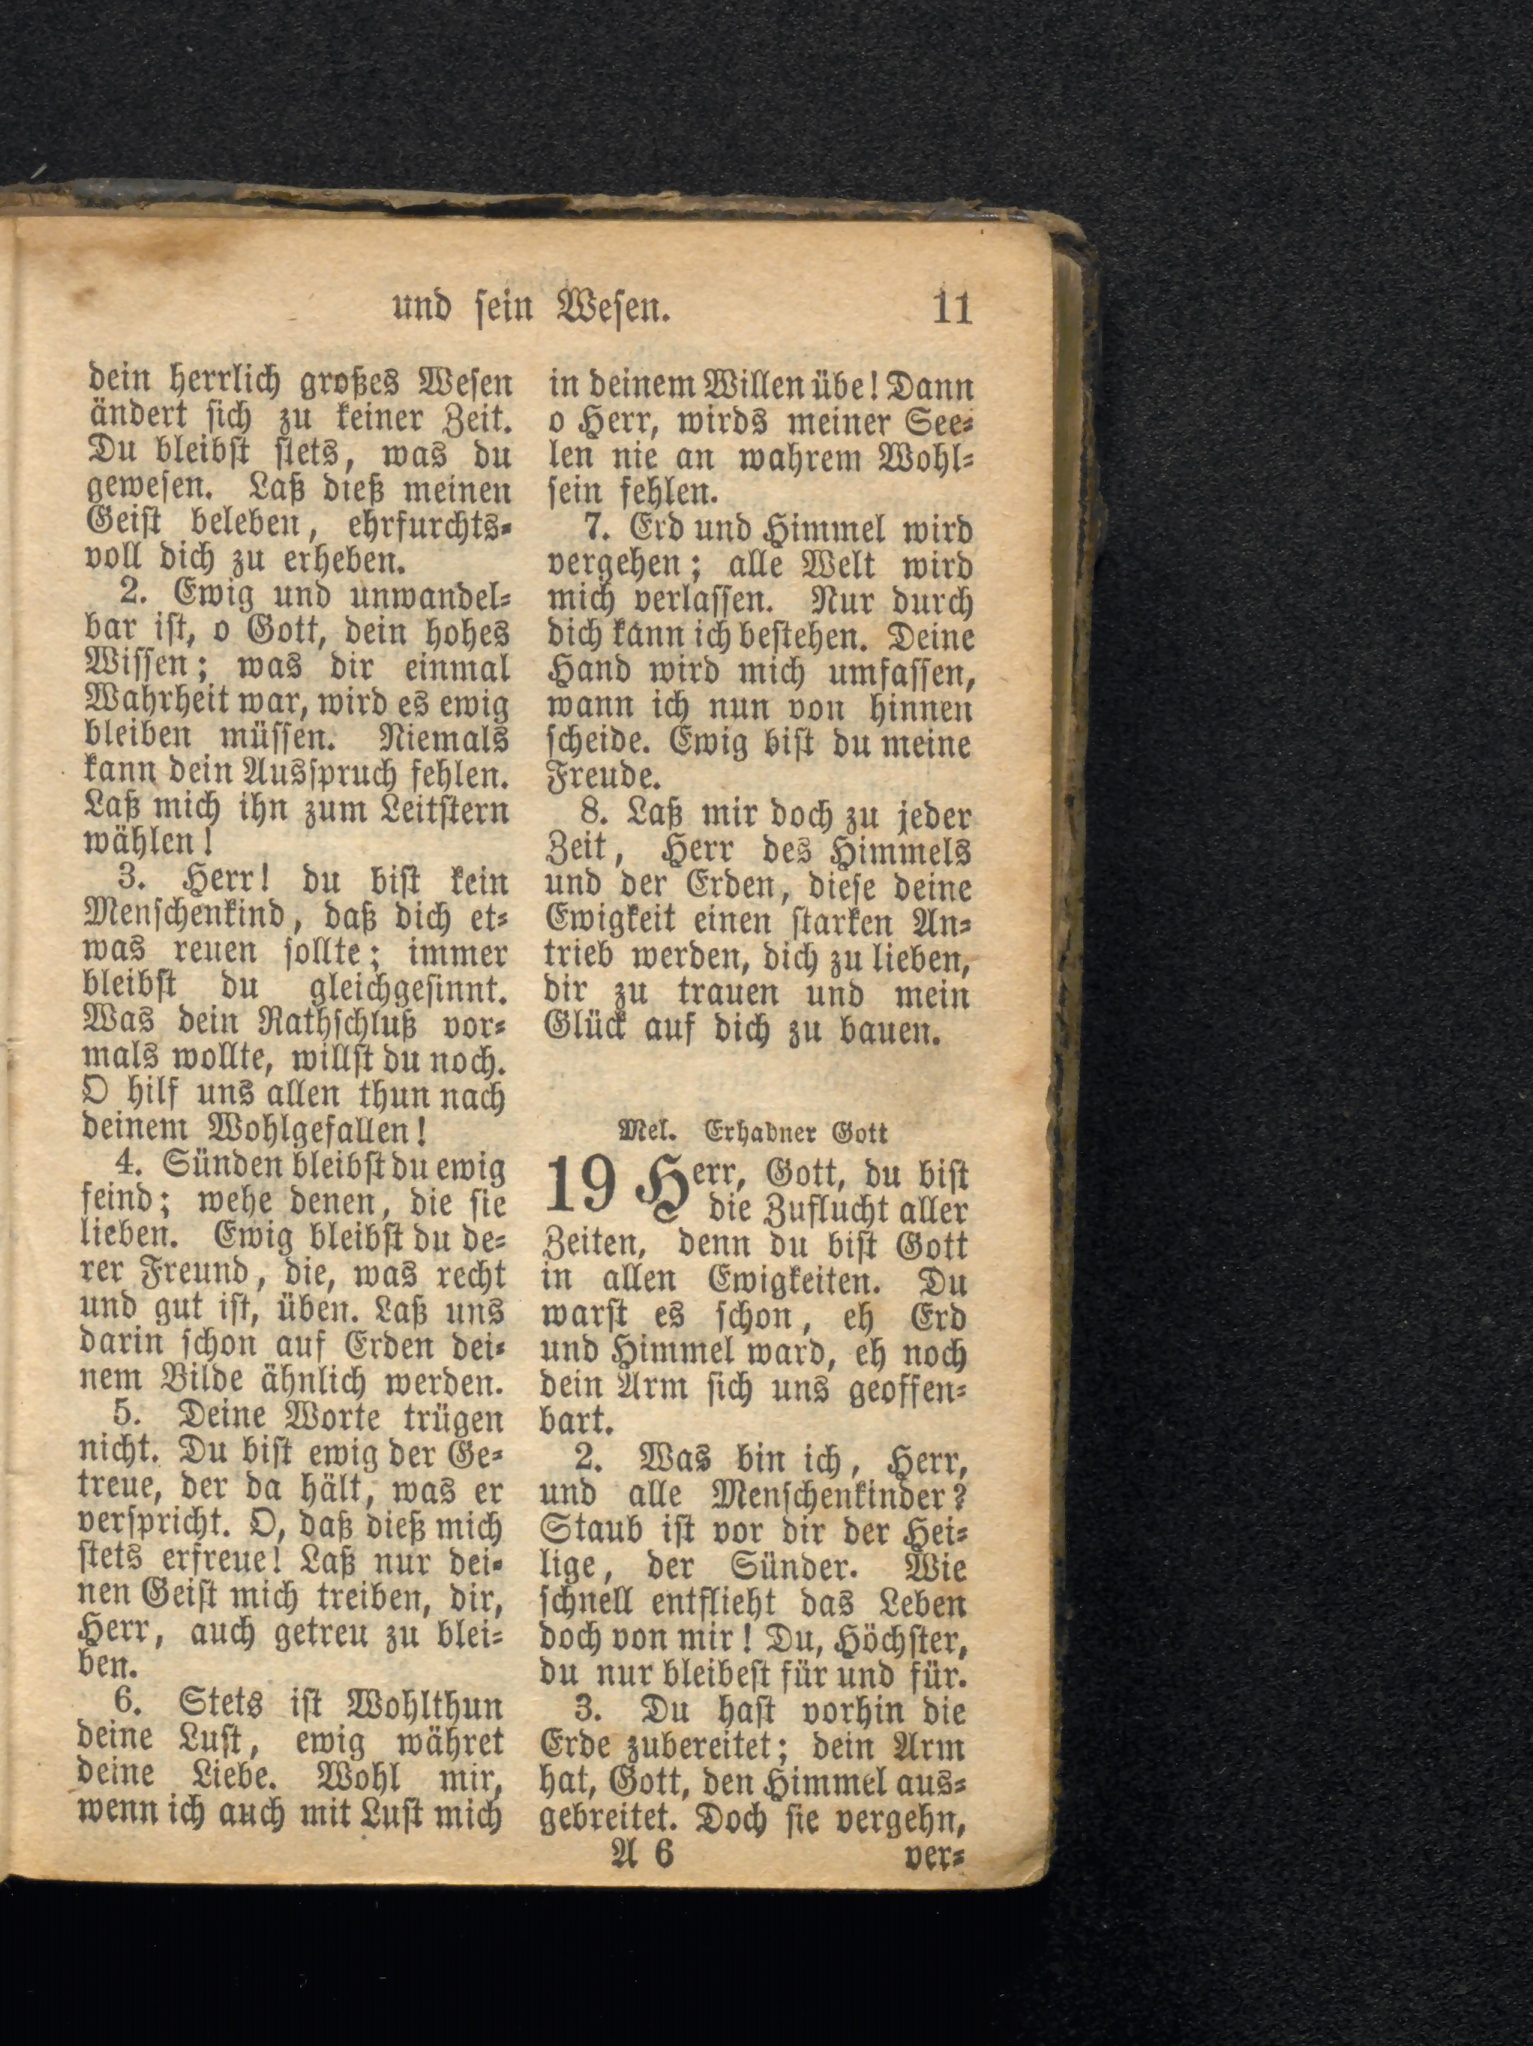 und sein Wesen.
11
dein herrlich großes Wesen
ändert sich zu keiner Zeit.
Du bleibst stets, was du
gewesen. Laß dieß meinen
Geist beleben, ehrfurchts-
voll dich zu erheben.
2. Ewig und unwandel-
bar ist, o Gott, dein hohes
Wissen; was dir einmal
Wahrheit war, wird es ewig
bleiben müssen. Niemals
kann dein Ausspruch fehlen.
Laß mich ihn zum Leitstern
wählen!
3. Herr! du bist kein
Menschenkind, daß dich et-
was reuen sollte; immer
bleibst du gleichgesinnt.
Was dein Rathschluß vor-
mals wollte, willst du noch.
O hilf uns allen thun nach
deinem Wohlgefallen!
4. Sünden bleibst du ewig
feind; wehe denen, die sie
lieben. Ewig bleibst du de-
rer Freund, die, was recht
und gut ist, üben. Laß uns
darin schon auf Erden dei-
nem Bilde ähnlich werden.
5. Deine Worte trügen
nicht. Du bist ewig der Ge-
treue, der da hält, was er
verspricht. O, daß dieß mich
stets erfreue! Laß nur dei-
nen Geist mich treiben, dir,
Herr, auch getreu zu blei-
ben.
6. Stets ist Wohlthun
deine Lust, ewig währet
deine Liebe. Wohl mir,
wenn ich auch mit Lust mich
in deinem Willen übe! Dann
o Herr, wirds meiner See-
len nie an wahrem Wohl-
sein fehlen.
7. Erd und Himmel wird
vergehen; alle Welt wird
mich verlassen. Nur durch
dich kann ich bestehen. Deine
Hand wird mich umfassen,
wann ich nun von hinnen
scheide. Ewig bist du meine
Freude.
8. Laß mir doch zu jeder
Zeit, Herr des Himmels
und der Erden, diese deine
Ewigkeit einen starken An-
trieb werden, dich zu lieben,
dir zu trauen und mein
Glück auf dich zu bauen.
Mel. Erhabner Gott
19 Herr, Gott, du bist
die Zuflucht aller
Zeiten, denn du bist Gott
in allen Ewigkeiten. Du
warst es schon, eh Erd
und Himmel ward, eh noch
dein Arm sich uns geoffen-
bart.
2. Was bin ich, Herr,
und alle Menschenkinder?
Staub ist vor dir der Hei-
lige, der Sünder. Wie
schnell entflieht das Leben
doch von mir! Du, Höchster,
du nur bleibest für und für.
3. Du hast vorhin die
Erde zubereitet; dein Arm
hat, Gott, den Himmel aus-
gebreitet. Doch sie vergehn,
A 6
ver-